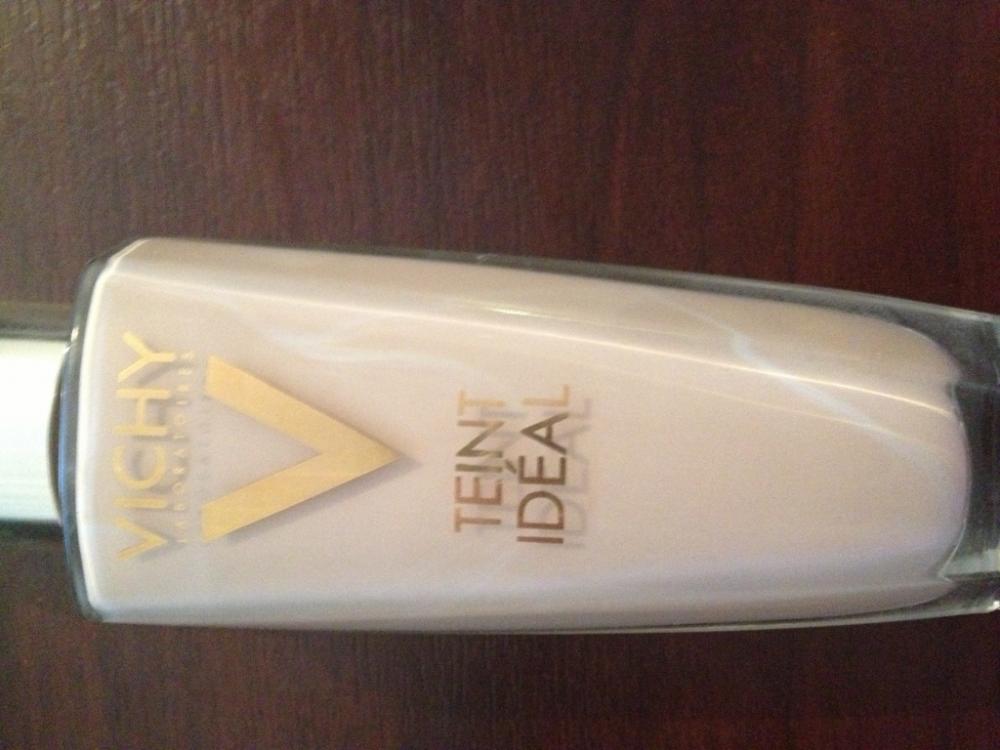 VICHY
LABORATOIRES
TEINT
IDÉAL